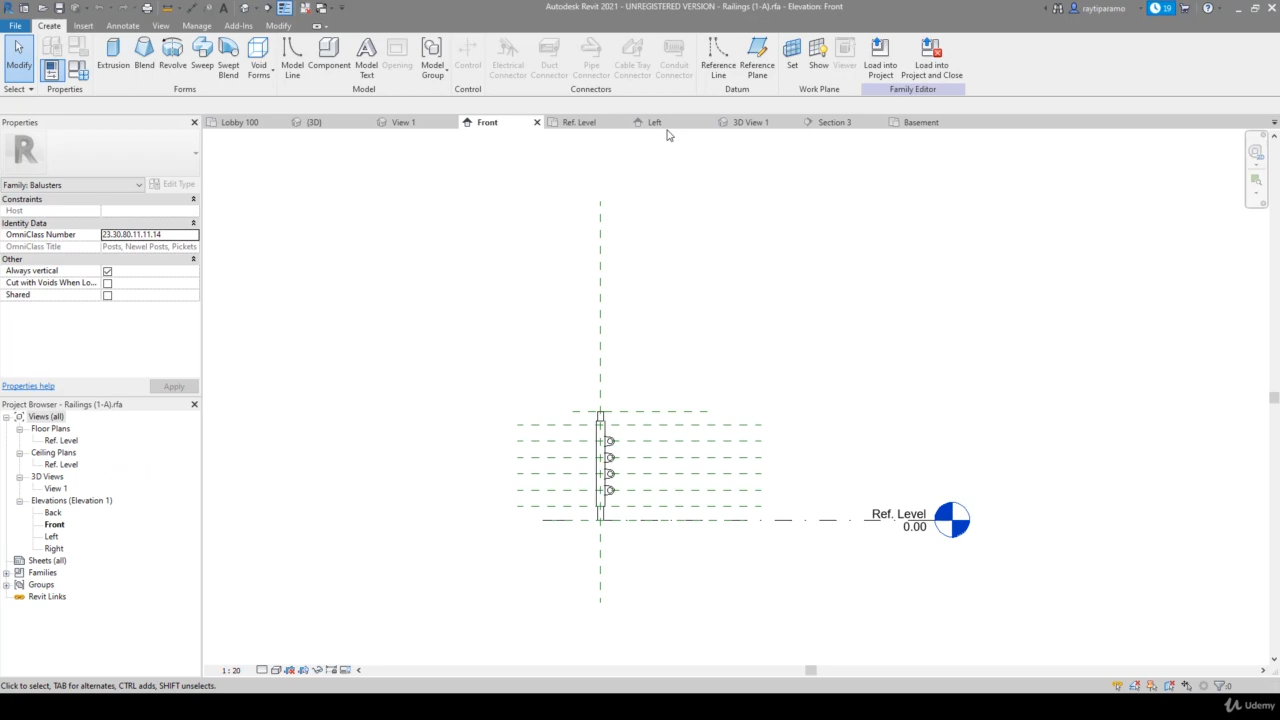 Autodesk Revit 2021 - UNREGISTERED VERSION - Railings (1-A).rfa - Elevation: Front
raytiparamo
19
File Create Insert Annotate View Manage Add-Ins Modify
Modify Extrusion Blend Revolve Sweep Swept Blend Void Forms Model Line Component Model Text Opening Model Group Control Electrical Connector Duct Connector Pipe Connector Cable Tray Connector Conduit Connector Reference Line Reference Plane Set Show Viewer Load into Project Load into Project and Close
Select Properties Forms Model Control Connectors Datum Work Plane Family Editor
Properties
Lobby 100 {3D} View 1 Front Ref. Level Left 3D View 1 Section 3 Basement
Family: Balusters Edit Type
Constraints
Host
Identity Data
OmniClass Number 23.30.80.11.11.14
OmniClass Title Posts, Newel Posts, Pickets
Other
Always vertical
Cut with Voids When Lo...
Shared
Properties help Apply
Project Browser - Railings (1-A).rfa
Views (all)
Floor Plans
Ref. Level
Ceiling Plans
Ref. Level
3D Views
View 1
Elevations (Elevation 1)
Back
Front
Left
Right
Sheets (all)
Families
Groups
Revit Links
Ref. Level
0.00
1 : 20
Click to select, TAB for alternates, CTRL adds, SHIFT unselects.
:0
Udemy